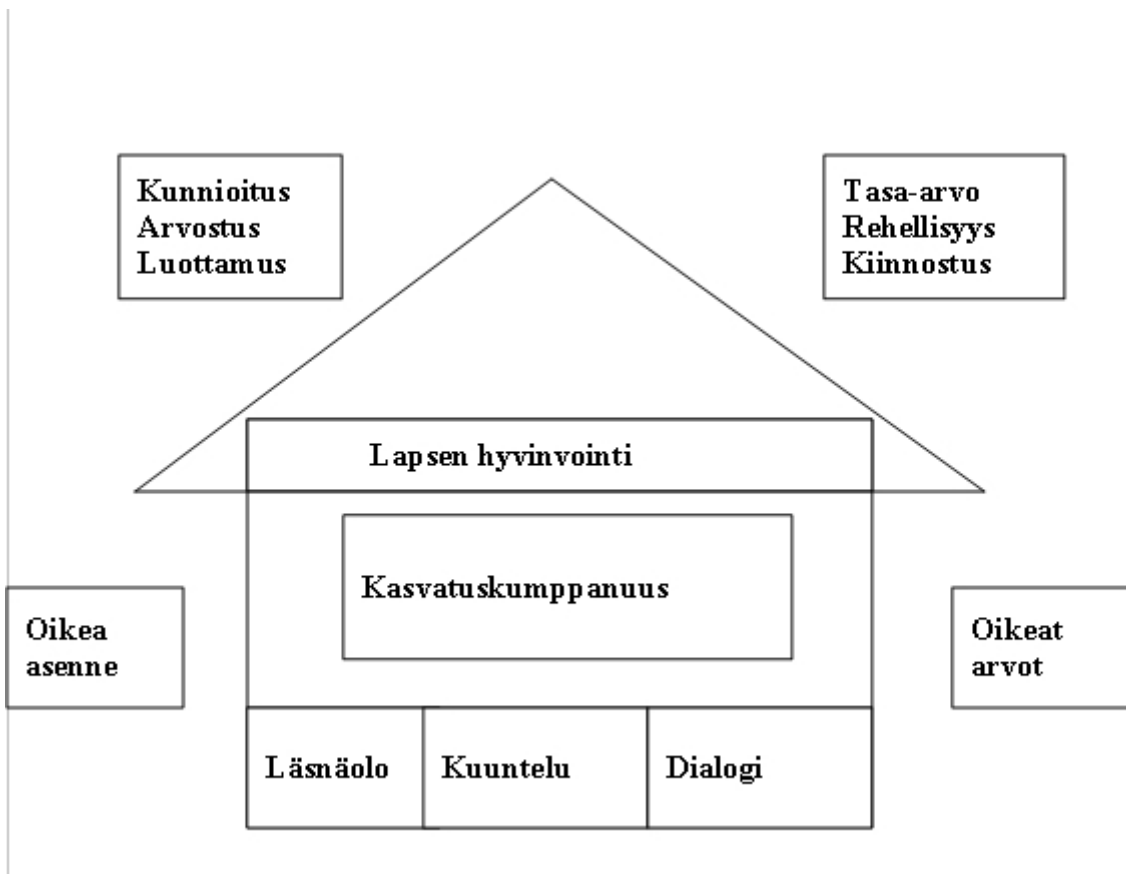 Kunnioitus
Arvostus
Luottamus
Tasa-arvo
Rehellisyys
Kiinnostus
Lapsen hyvinvointi
Kasvatuskumppanuus
Oikea
asenne
Oikeat
arvot
Läsnäolo
Kuuntelu
Dialogi